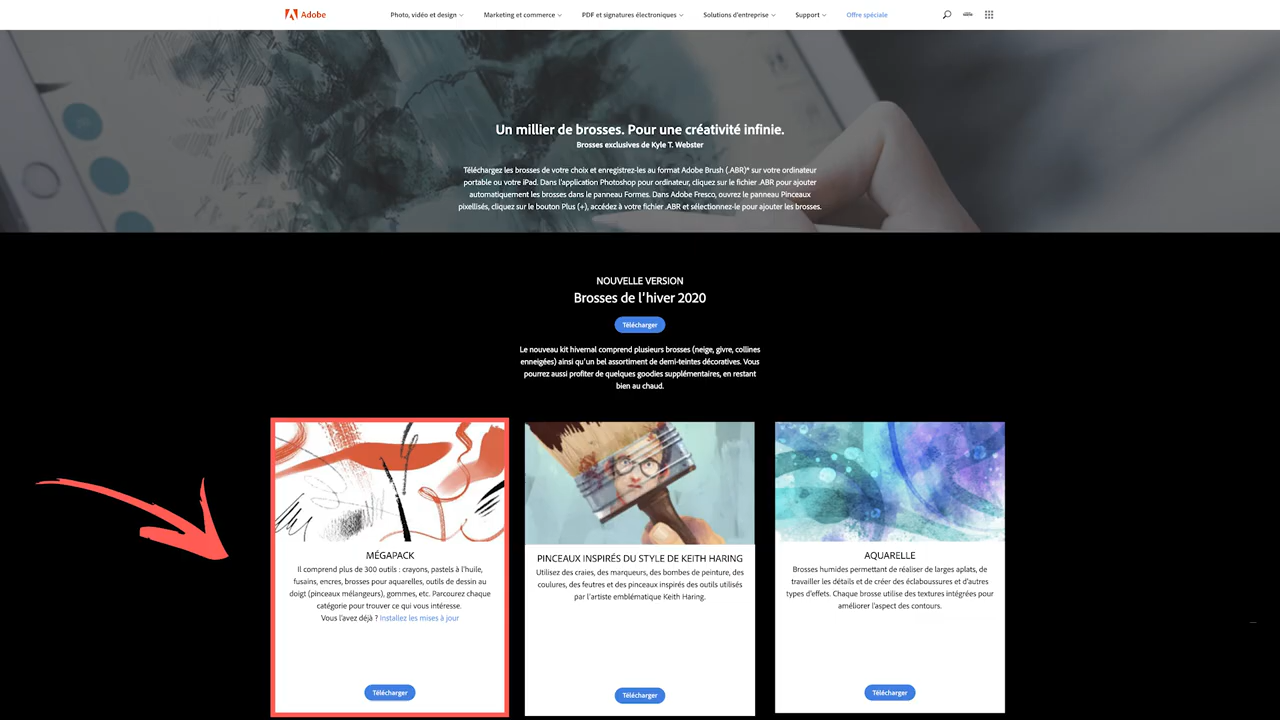 Adobe
Photo, vidéo et design
Marketing et commerce
PDF et signatures électroniques
Solutions d'entreprise
Support
Offre spéciale
Un millier de brosses. Pour une créativité infinie.
Brosses exclusives de Kyle T. Webster
Téléchargez les brosses de votre choix et enregistrez-les au format Adobe Brush (.ABR)* sur votre ordinateur
portable ou votre iPad. Dans l'application Photoshop pour ordinateur, cliquez sur le fichier .ABR pour ajouter
automatiquement les brosses dans le panneau Formes. Dans Adobe Fresco, ouvrez le panneau Pinceaux
pixellisés, cliquez sur le bouton Plus (+), accédez à votre fichier .ABR et sélectionnez-le pour ajouter les brosses.
NOUVELLE VERSION
Brosses de l'hiver 2020
Télécharger
Le nouveau kit hivernal comprend plusieurs brosses (neige, givre, collines
enneigées) ainsi qu'un bel assortiment de demi-teintes décoratives. Vous
pourrez aussi profiter de quelques goodies supplémentaires, en restant
bien au chaud.
MÉGAPACK
Il comprend plus de 300 outils : crayons, pastels à l'huile,
fusains, encres, brosses pour aquarelles, outils de dessin au
doigt (pinceaux mélangeurs), gommes, etc. Parcourez chaque
catégorie pour trouver ce qui vous intéresse.
Vous l'avez déjà ? Installez les mises à jour
Télécharger
PINCEAUX INSPIRÉS DU STYLE DE KEITH HARING
Utilisez des craies, des marqueurs, des bombes de peinture, des
coulures, des feutres et des pinceaux inspirés des outils utilisés
par l'artiste emblématique Keith Haring.
Télécharger
AQUARELLE
Brosses humides permettant de réaliser de larges aplats, de
travailler les détails et de créer des éclaboussures et d'autres
types d'effets. Chaque brosse utilise des textures intégrées pour
améliorer l'aspect des contours.
Télécharger